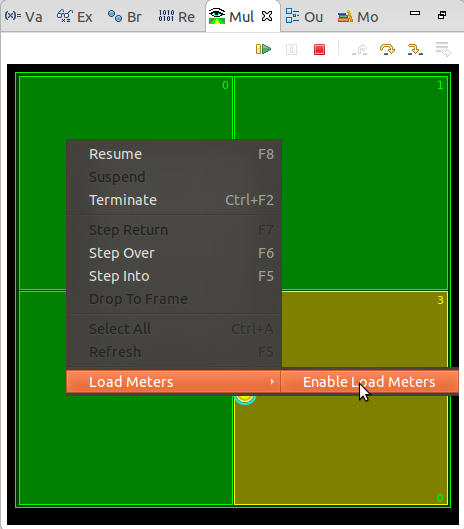 Va Ex Br Re Mul Ou Mo
0 1
Resume F8
Suspend
Terminate Ctrl+F2
Step Return F7
Step Over F6
Step Into F5
Drop To Frame
3
Select All Ctrl+A
Refresh F5
Load Meters Enable Load Meters
0